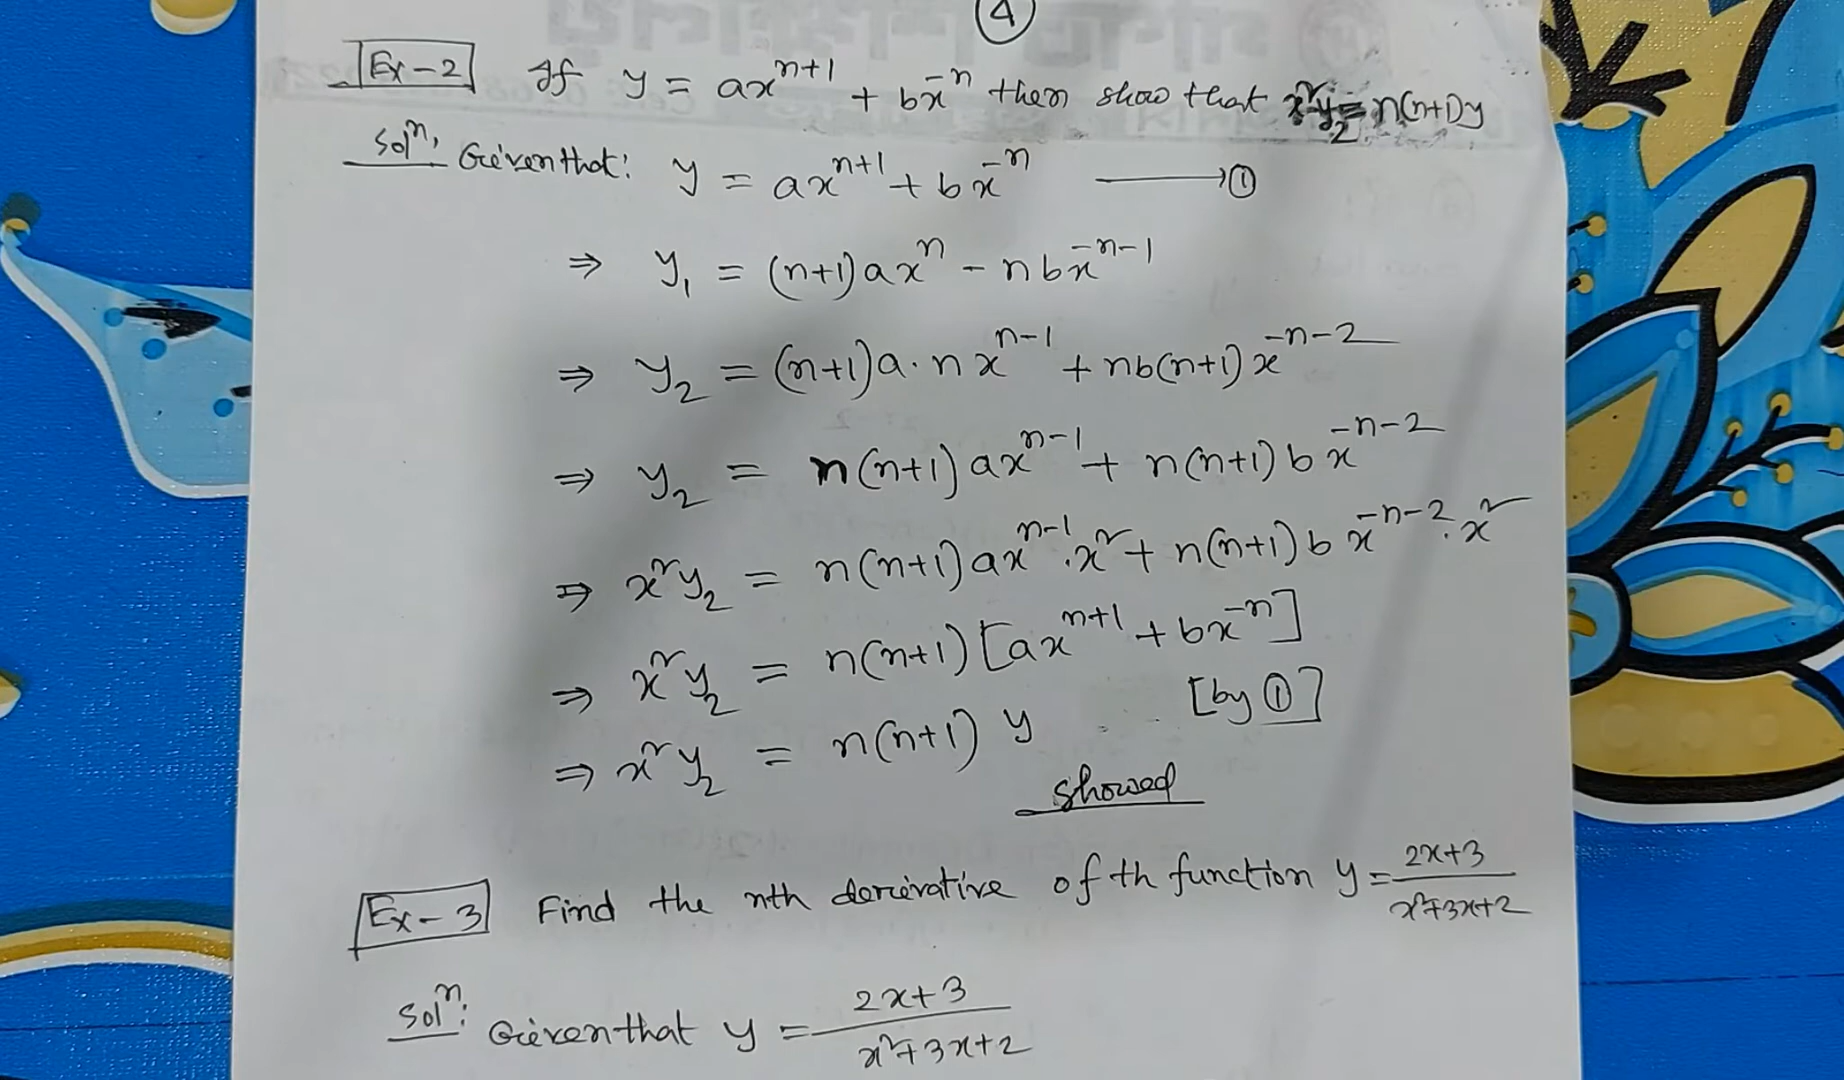 4
Ex-2 If y = ax^{n+1} + bx^{-n} then show that x²y₂ = n(n+1)y
Solⁿ: Given that: y = ax^{n+1} + bx^{-n} ⟶ ①
⇒ y₁ = (n+1)axⁿ - nbx^{-n-1}
⇒ y₂ = (n+1)a·nx^{n-1} + nb(n+1)x^{-n-2}
⇒ y₂ = n(n+1)ax^{n-1} + n(n+1)bx^{-n-2}
⇒ x²y₂ = n(n+1)ax^{n-1}.x² + n(n+1)bx^{-n-2}.x²
⇒ x²y₂ = n(n+1)[ax^{n+1} + bx^{-n}]
⇒ x²y₂ = n(n+1)y [by ①]
showed
Ex-3 Find the nth derivative of th function y = \frac{2x+3}{x²+3x+2}
Solⁿ: Given that y = \frac{2x+3}{x²+3x+2}